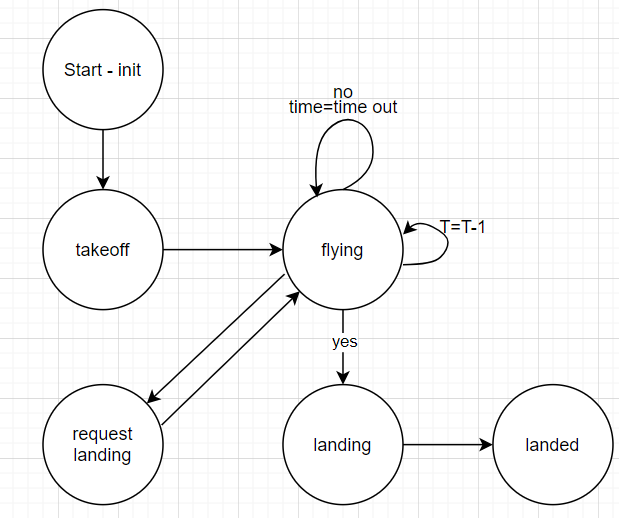 Start - init
no
time=time out
takeoff
flying
T=T-1
yes
request
landing
landing
landed